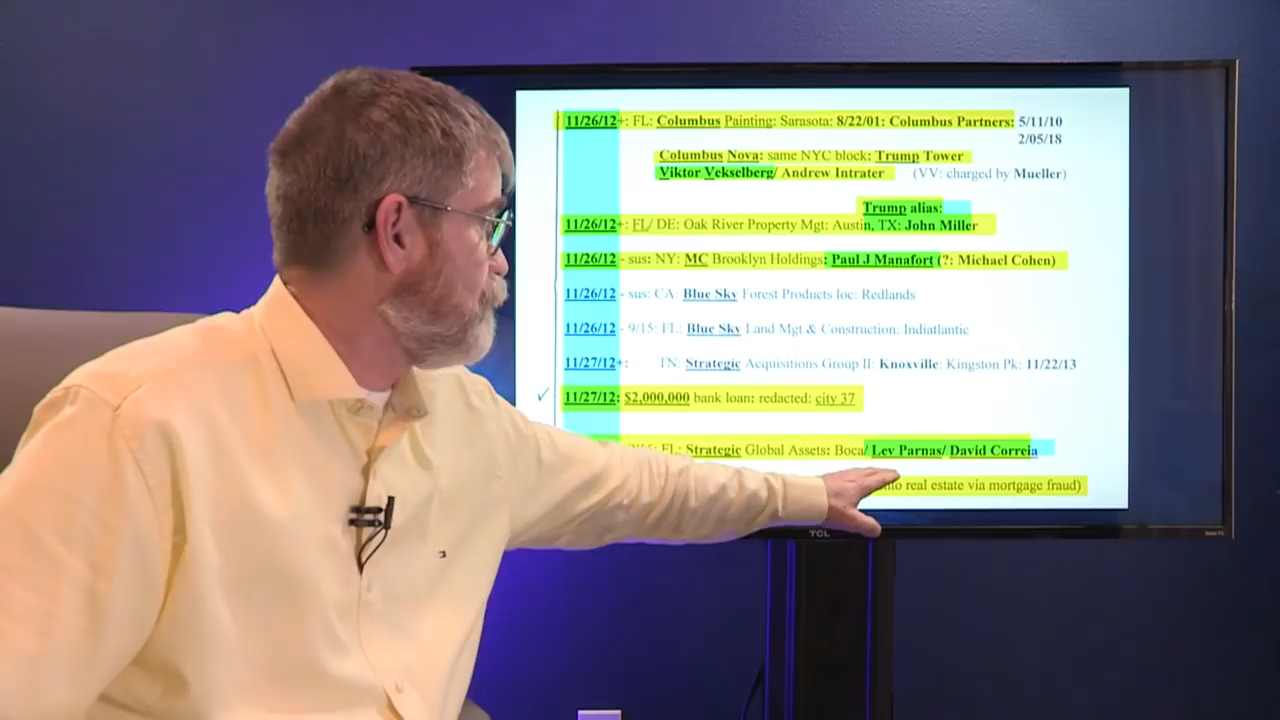 11/26/12+: FL: Columbus Painting: Sarasota: 8/22/01: Columbus Partners: 5/11/10
2/05/18
Columbus Nova: same NYC block: Trump Tower
Viktor Vekselberg/ Andrew Intrater (VV: charged by Mueller)
Trump alias:
11/26/12+: FL/ DE: Oak River Property Mgt: Austin, TX: John Miller
11/26/12 - sus: NY: MC Brooklyn Holdings: Paul J Manafort (?: Michael Cohen)
11/26/12 - sus: CA: Blue Sky Forest Products loc: Redlands
11/26/12 - 9/15: FL: Blue Sky Land Mgt & Construction: Indiatlantic
11/27/12+: TN: Strategic Acquisitions Group II: Knoxville: Kingston Pk: 11/22/13
✓ 11/27/12: $2,000,000 bank loan: redacted: city 37
FL: Strategic Global Assets: Boca/ Lev Parnas/ David Correia
real estate via mortgage fraud)
TCL